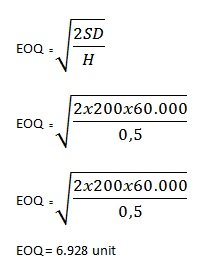 EOQ = √(2SD / H)
EOQ = √(2x200x60.000 / 0,5)
EOQ = √(2x200x60.000 / 0,5)
EOQ = 6.928 unit